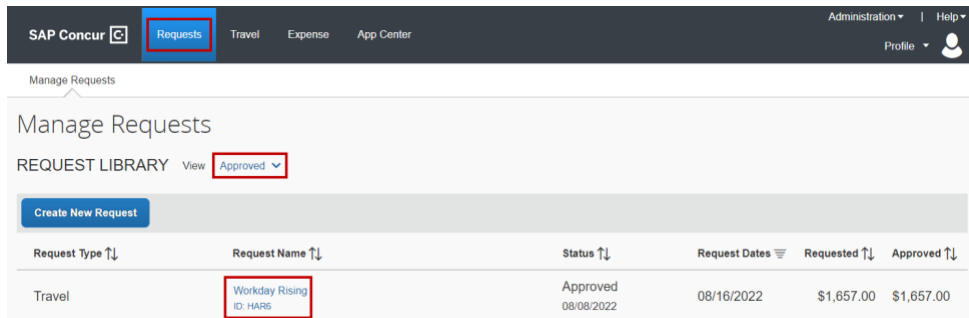 Administration | Help
SAP Concur C Requests Travel Expense App Center
Profile
Manage Requests
Manage Requests
REQUEST LIBRARY View Approved
Create New Request
Request Type Request Name Status Request Dates Requested Approved
Travel Workday Rising Approved 08/16/2022 $1,657.00 $1,657.00
ID: HAR6 08/08/2022